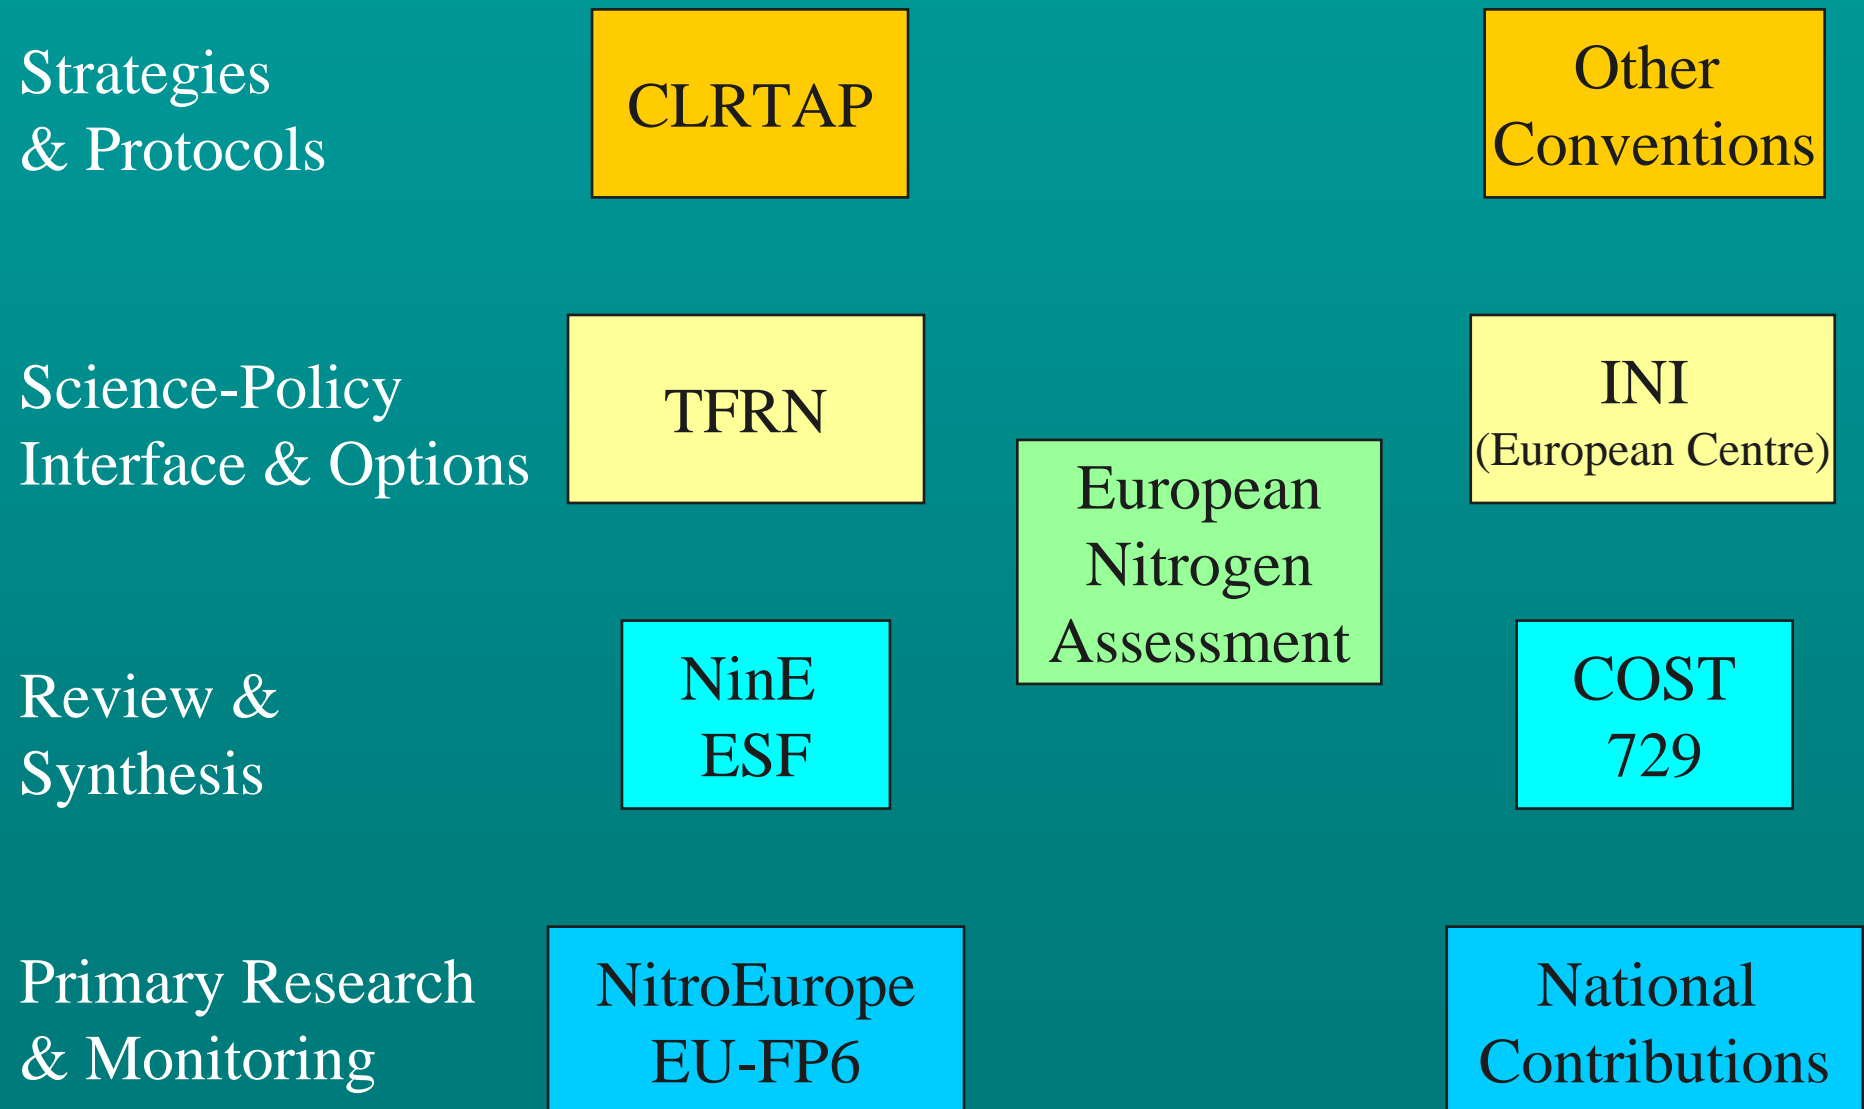 Strategies
& Protocols
CLRTAP
Other
Conventions
Science-Policy
Interface & Options
TFRN
INI
(European Centre)
European
Nitrogen
Assessment
Review &
Synthesis
NinE
ESF
COST
729
Primary Research
& Monitoring
NitroEurope
EU-FP6
National
Contributions